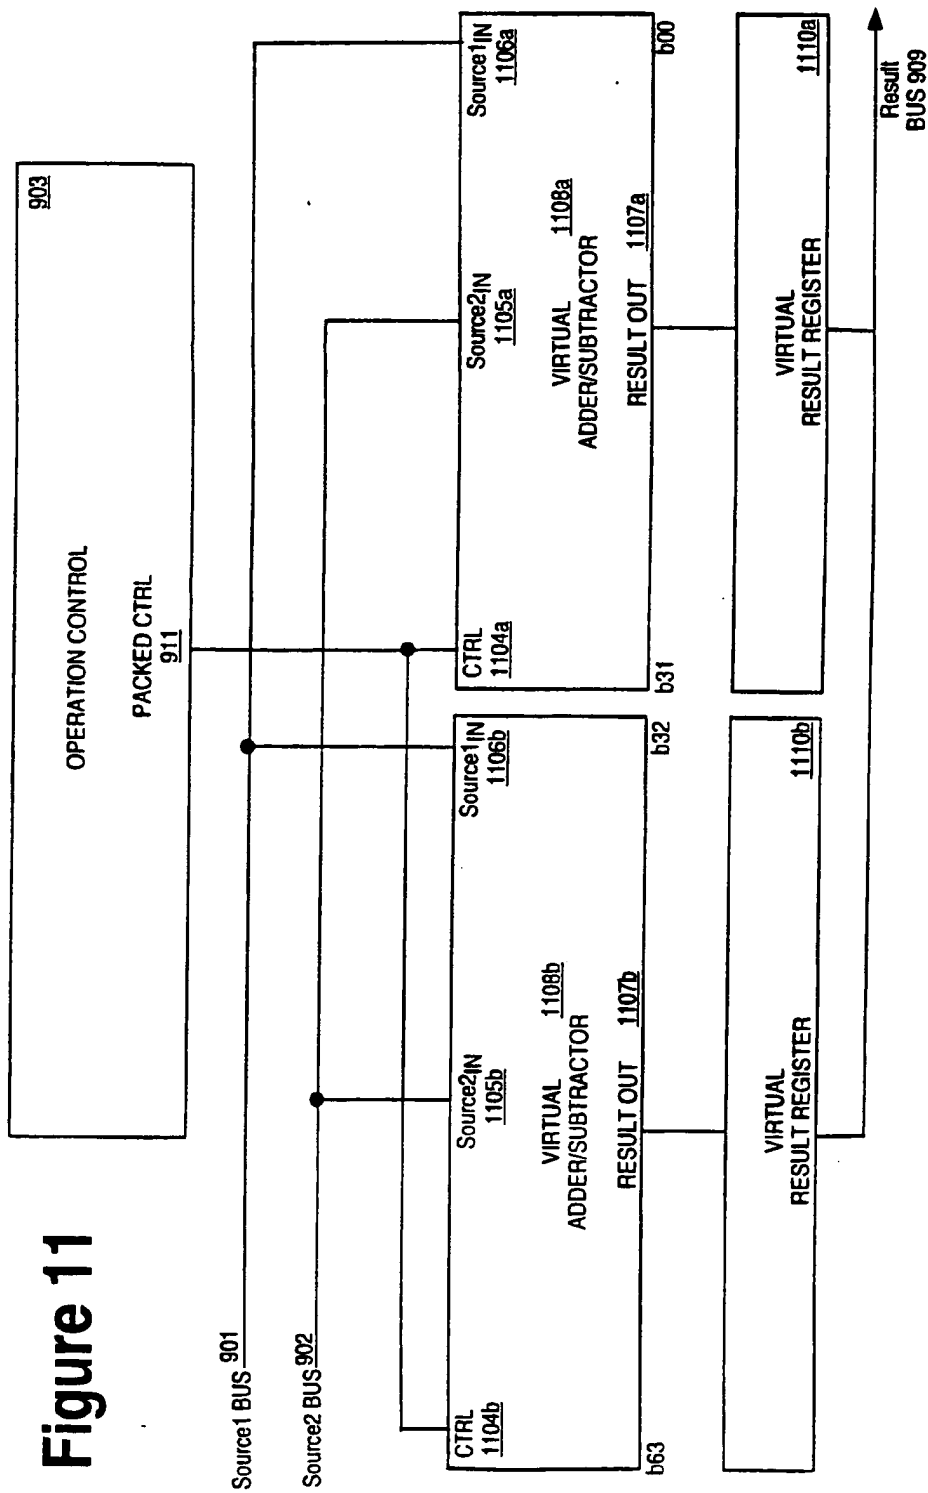 Figure 11
OPERATION CONTROL
903
PACKED CTRL
911
Source1 BUS 901
Source2 BUS 902
CTRL
1104b
Source2IN
1105b
Source1IN
1106b
VIRTUAL
ADDER/SUBTRACTOR
1108b
RESULT OUT 1107b
b63
b32
CTRL
1104a
Source2IN
1105a
Source1IN
1106a
VIRTUAL
ADDER/SUBTRACTOR
1108a
RESULT OUT 1107a
b31
b00
VIRTUAL
RESULT REGISTER
1110b
VIRTUAL
RESULT REGISTER
1110a
Result
BUS 909